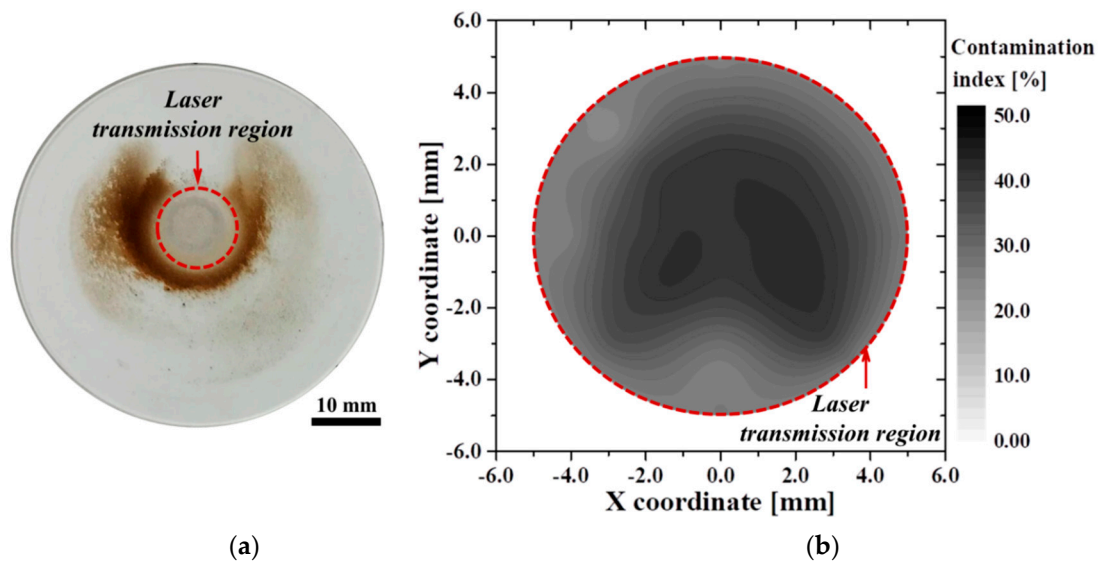 Laser
transmission region
10 mm
(a)
6.0
4.0
2.0
0.0
-2.0
-4.0
-6.0
Y coordinate [mm]
-6.0 -4.0 -2.0 0.0 2.0 4.0 6.0
X coordinate [mm]
Laser
transmission region
Contamination
index [%]
50.0
40.0
30.0
20.0
10.0
0.00
(b)